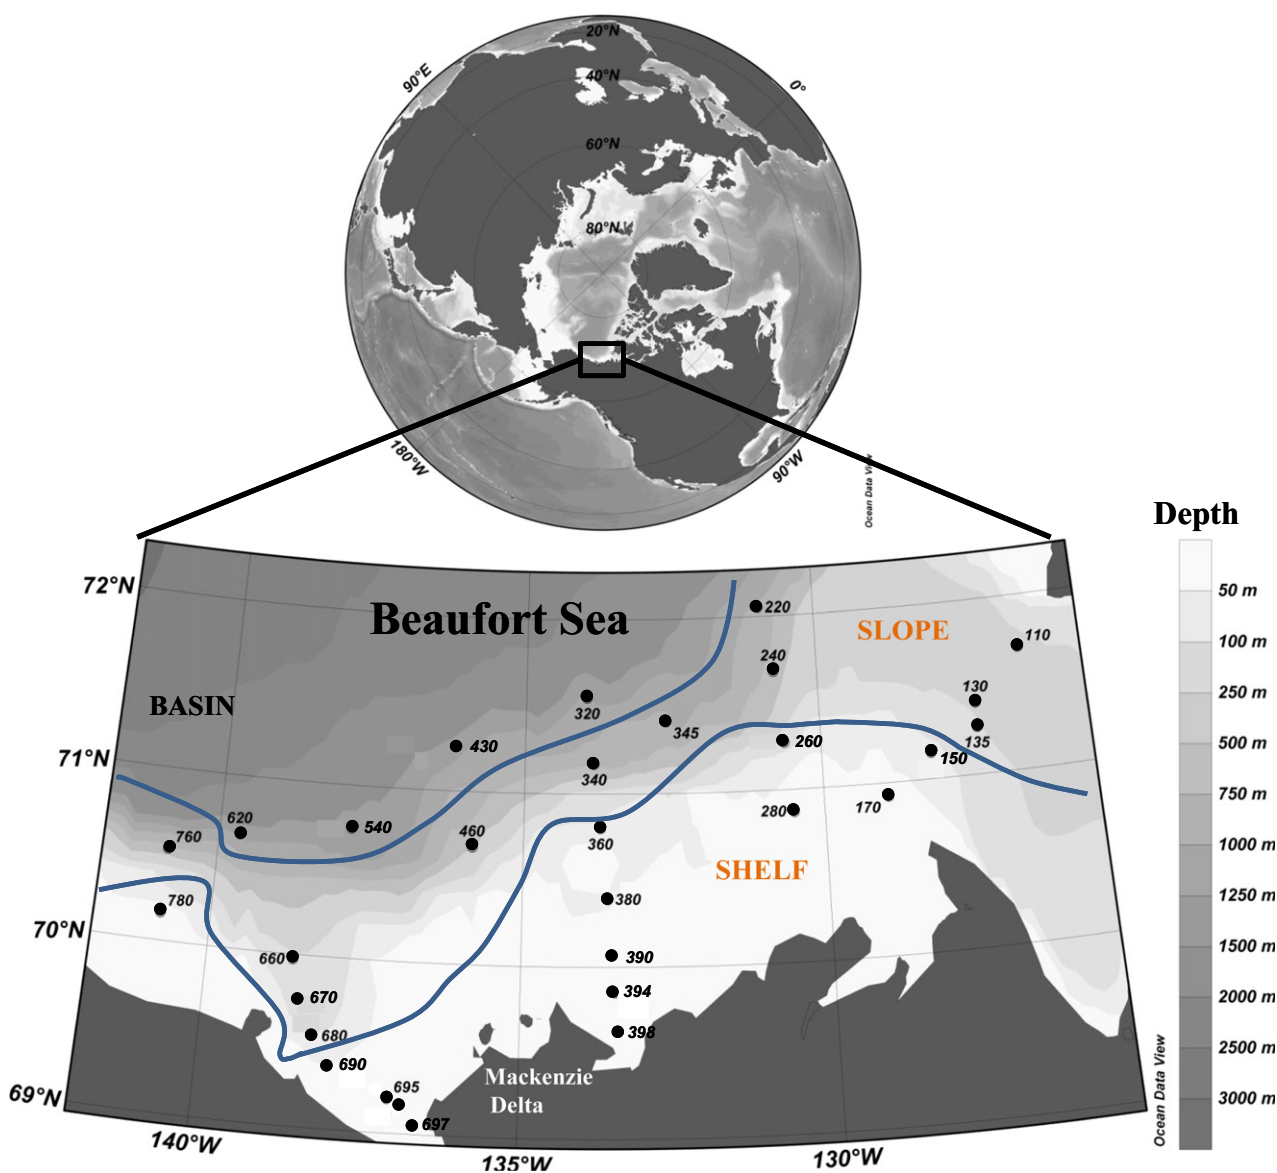 20°N
90°E
40°N
0°
60°N
80°N
180°W
90°W
Ocean Data View
Depth
72°N
Beaufort Sea
220
SLOPE
110
50 m
100 m
240
130
250 m
BASIN
320
345
135
500 m
71°N
430
260
150
340
750 m
620
540
280
170
760
460
360
1000 m
SHELF
780
380
1250 m
70°N
660
390
1500 m
670
394
2000 m
680
398
690
2500 m
Mackenzie
Delta
695
697
3000 m
69°N
Ocean Data View
140°W
135°W
130°W